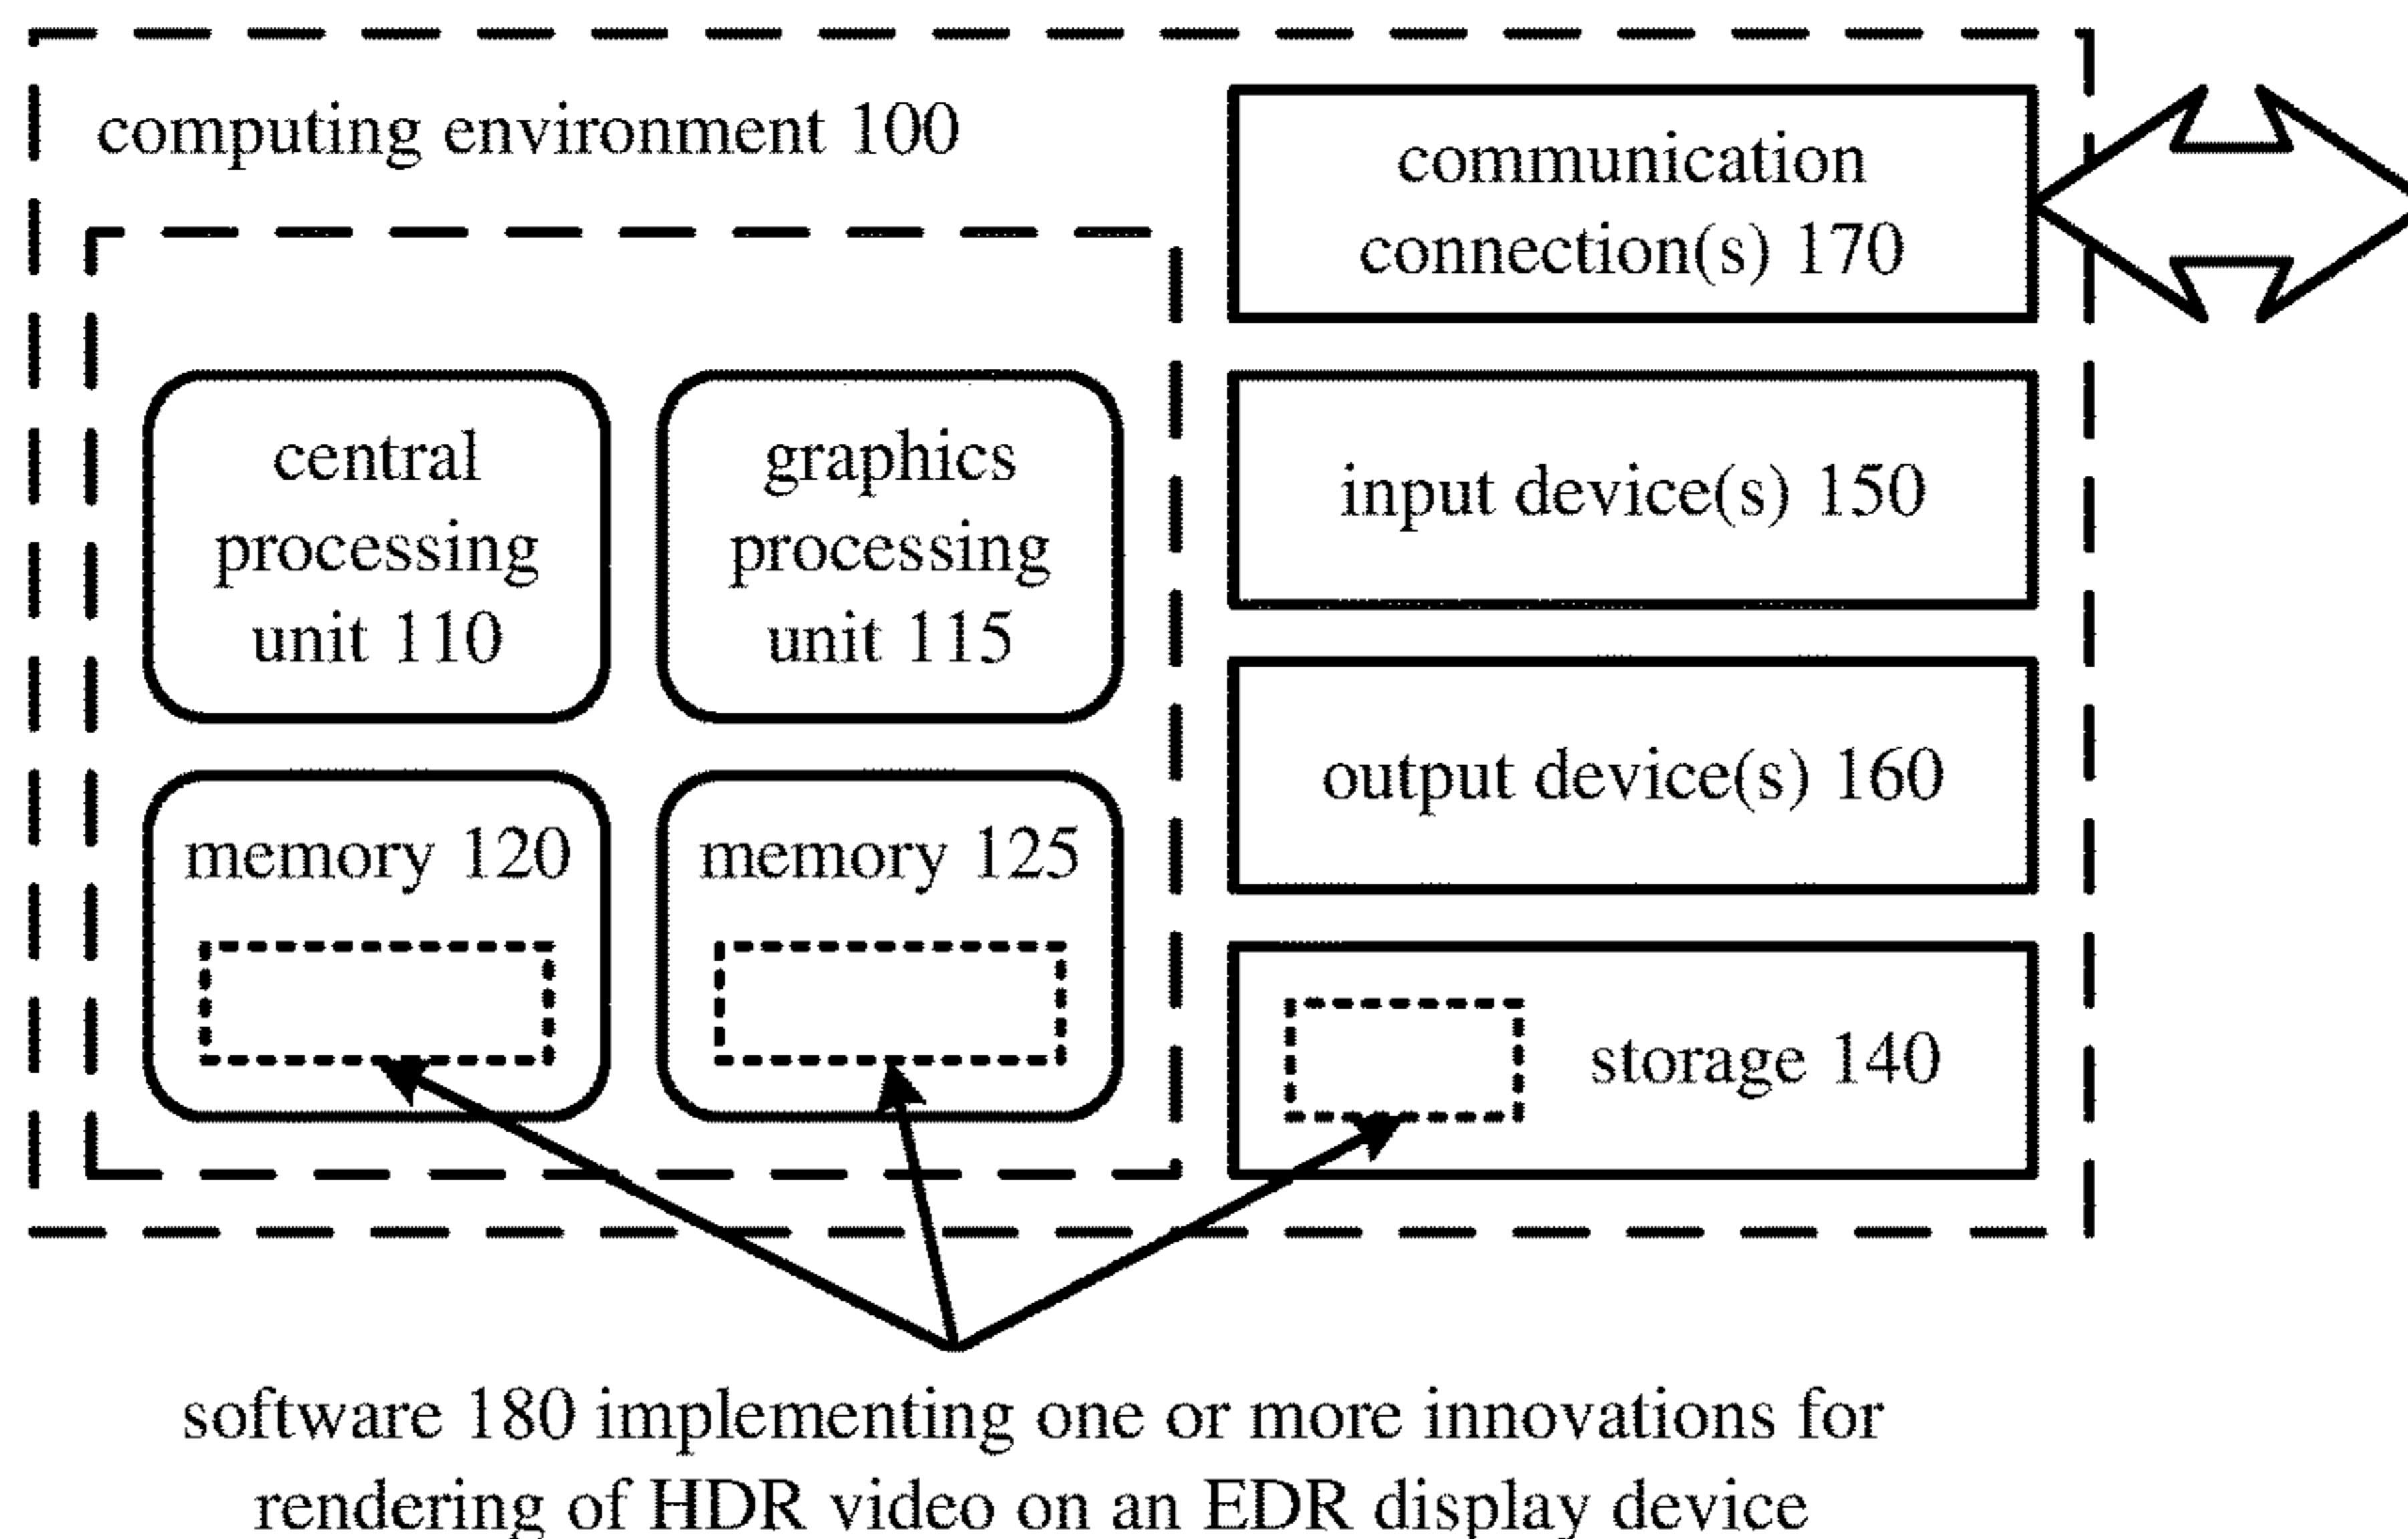 computing environment 100
communication
connection(s) 170
central
processing
unit 110
graphics
processing
unit 115
input device(s) 150
output device(s) 160
memory 120
memory 125
storage 140
software 180 implementing one or more innovations for
rendering of HDR video on an EDR display device